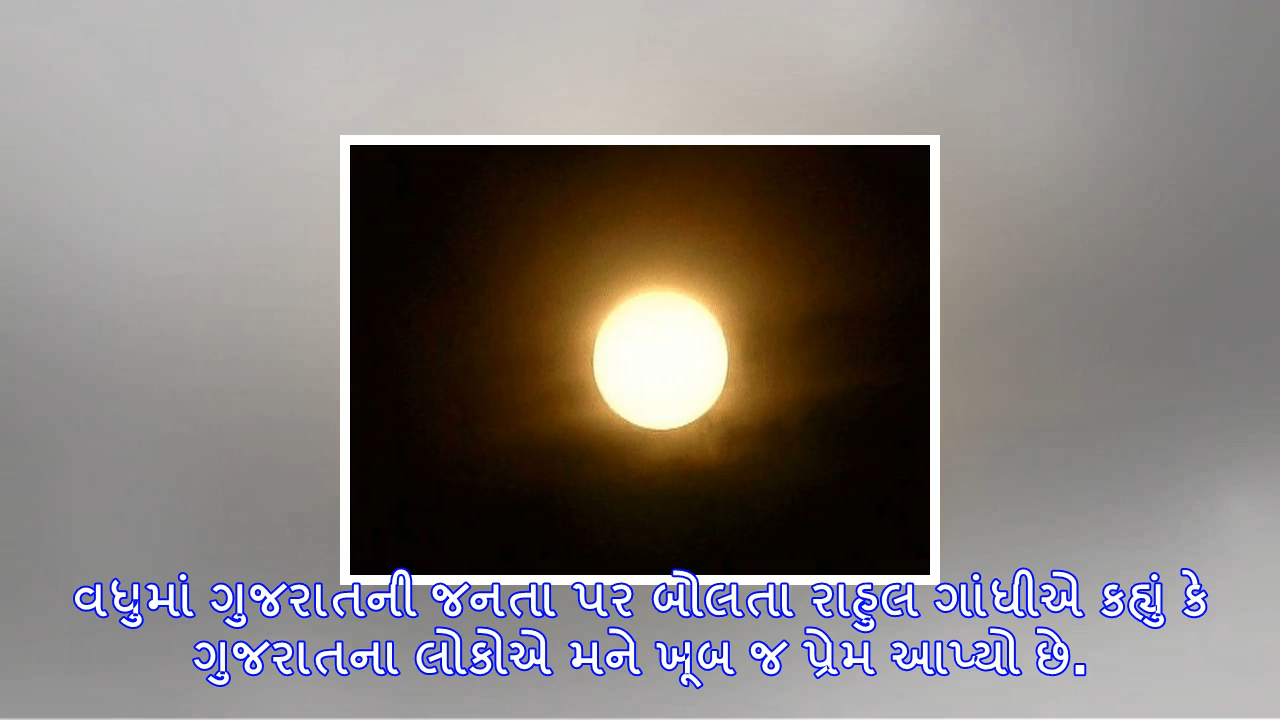 વધુમાં ગુજરાતની જનતા પર બોલતા રાહુલ ગાંધીએ કહ્યું કે
ગુજરાતના લોકોએ મને ખૂબ જ પ્રેમ આપ્યો છે.